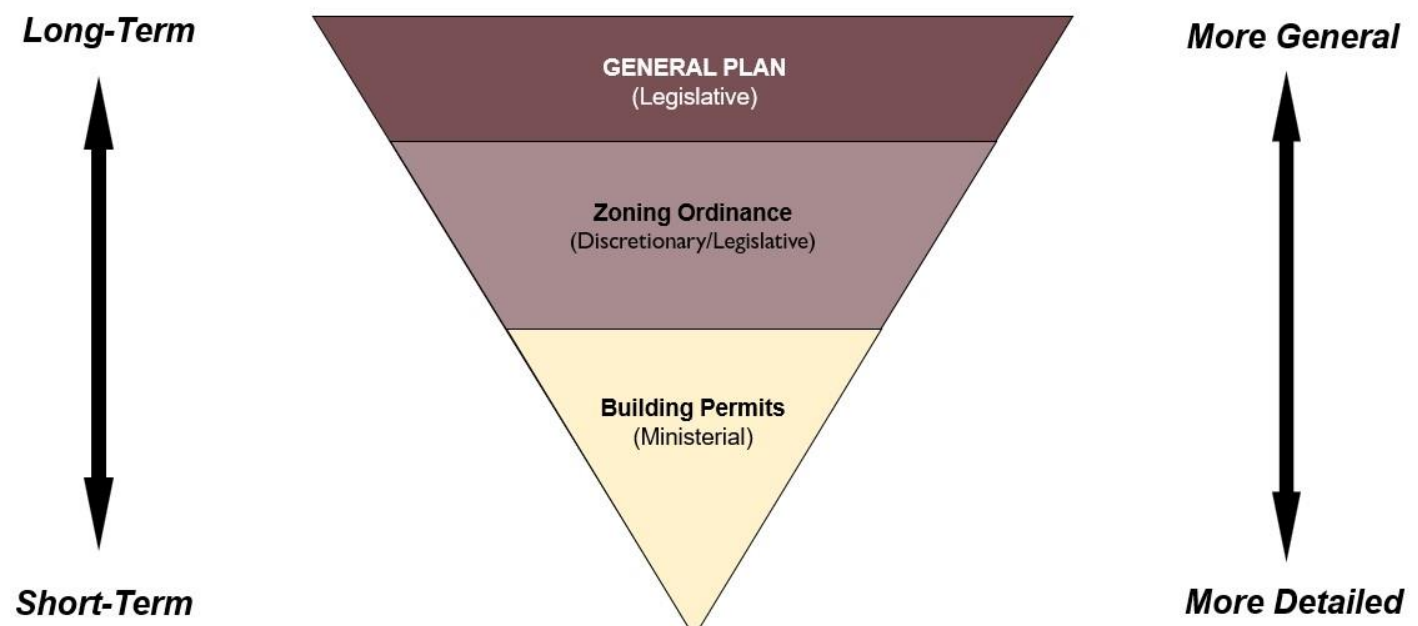 Long-Term
More General
GENERAL PLAN
(Legislative)
Zoning Ordinance
(Discretionary/Legislative)
Building Permits
(Ministerial)
Short-Term
More Detailed